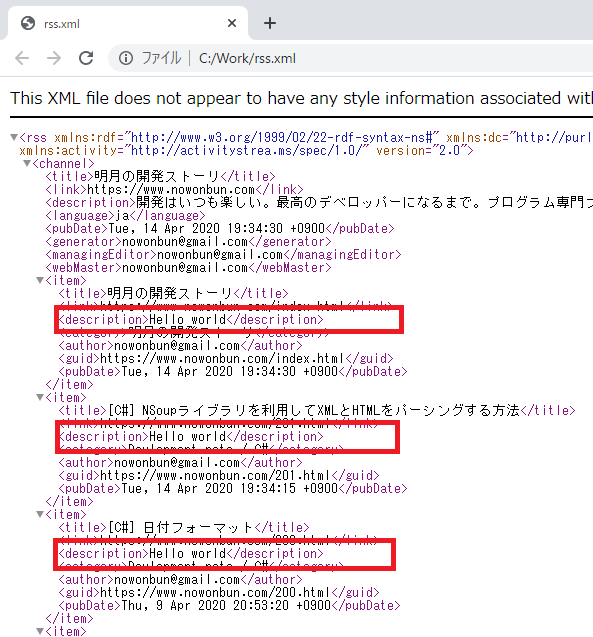 rss.xml
ファイル | C:/Work/rss.xml
This XML file does not appear to have any style information associated wit
▼<rss xmlns:rdf="http://www.w3.org/1999/02/22-rdf-syntax-ns#" xmlns:dc="http://purl
xmlns:activity="http://activitystrea.ms/spec/1.0/" version="2.0">
▼<channel>
<title>明月の開発ストーリ</title>
<link>https://www.nowonbun.com</link>
<description>開発はいつも楽しい。最高のデベロッパーになるまで。プログラム専門ブ
<language>ja</language>
<pubDate>Tue, 14 Apr 2020 19:34:30 +0900</pubDate>
<generator>nowonbun@gmail.com</generator>
<managingEditor>nowonbun@gmail.com</managingEditor>
<webMaster>nowonbun@gmail.com</webMaster>
▼<item>
<title>明月の開発ストーリ</title>
<link>https://www.nowonbun.com/index.html</link>
<description>Hello world</description>
<category>明月の開発ストーリ</category>
<author>nowonbun@gmail.com</author>
<guid>https://www.nowonbun.com/index.html</guid>
<pubDate>Tue, 14 Apr 2020 19:34:30 +0900</pubDate>
</item>
▼<item>
<title>[C#] NSoupライブラリを利用してXMLとHTMLをパーシングする方法</title>
<link>https://www.nowonbun.com/201.html</link>
<description>Hello world</description>
<category>Devlopment note / C#</category>
<author>nowonbun@gmail.com</author>
<guid>https://www.nowonbun.com/201.html</guid>
<pubDate>Tue, 14 Apr 2020 19:34:15 +0900</pubDate>
</item>
▼<item>
<title>[C#] 日付フォーマット</title>
<link>https://www.nowonbun.com/200.html</link>
<description>Hello world</description>
<category>Devlopment note / C#</category>
<author>nowonbun@gmail.com</author>
<guid>https://www.nowonbun.com/200.html</guid>
<pubDate>Thu, 9 Apr 2020 20:53:20 +0900</pubDate>
</item>
▼<item>